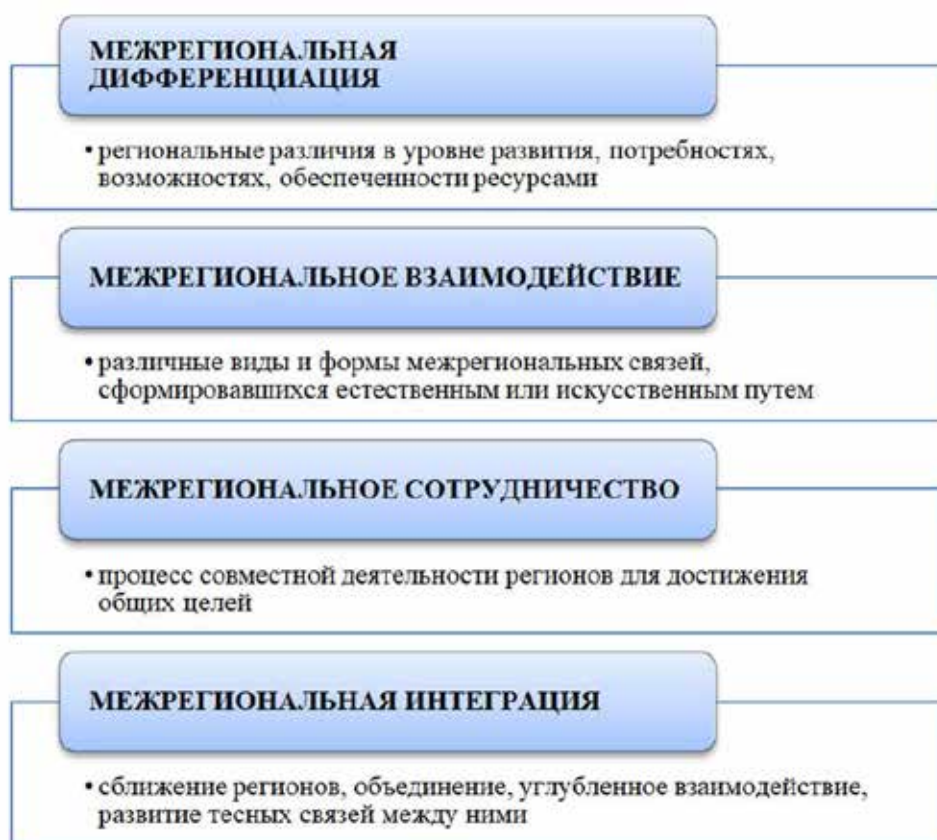 МЕЖРЕГИОНАЛЬНАЯ
ДИФФЕРЕНЦИАЦИЯ
• региональные различия в уровне развития, потребностях,
возможностях, обеспеченности ресурсами
МЕЖРЕГИОНАЛЬНОЕ ВЗАИМОДЕЙСТВИЕ
• различные виды и формы межрегиональных связей,
сформировавшихся естественным или искусственным путем
МЕЖРЕГИОНАЛЬНОЕ СОТРУДНИЧЕСТВО
• процесс совместной деятельности регионов для достижения
общих целей
МЕЖРЕГИОНАЛЬНАЯ ИНТЕГРАЦИЯ
• сближение регионов, объединение, углубленное взаимодействие,
развитие тесных связей между ними